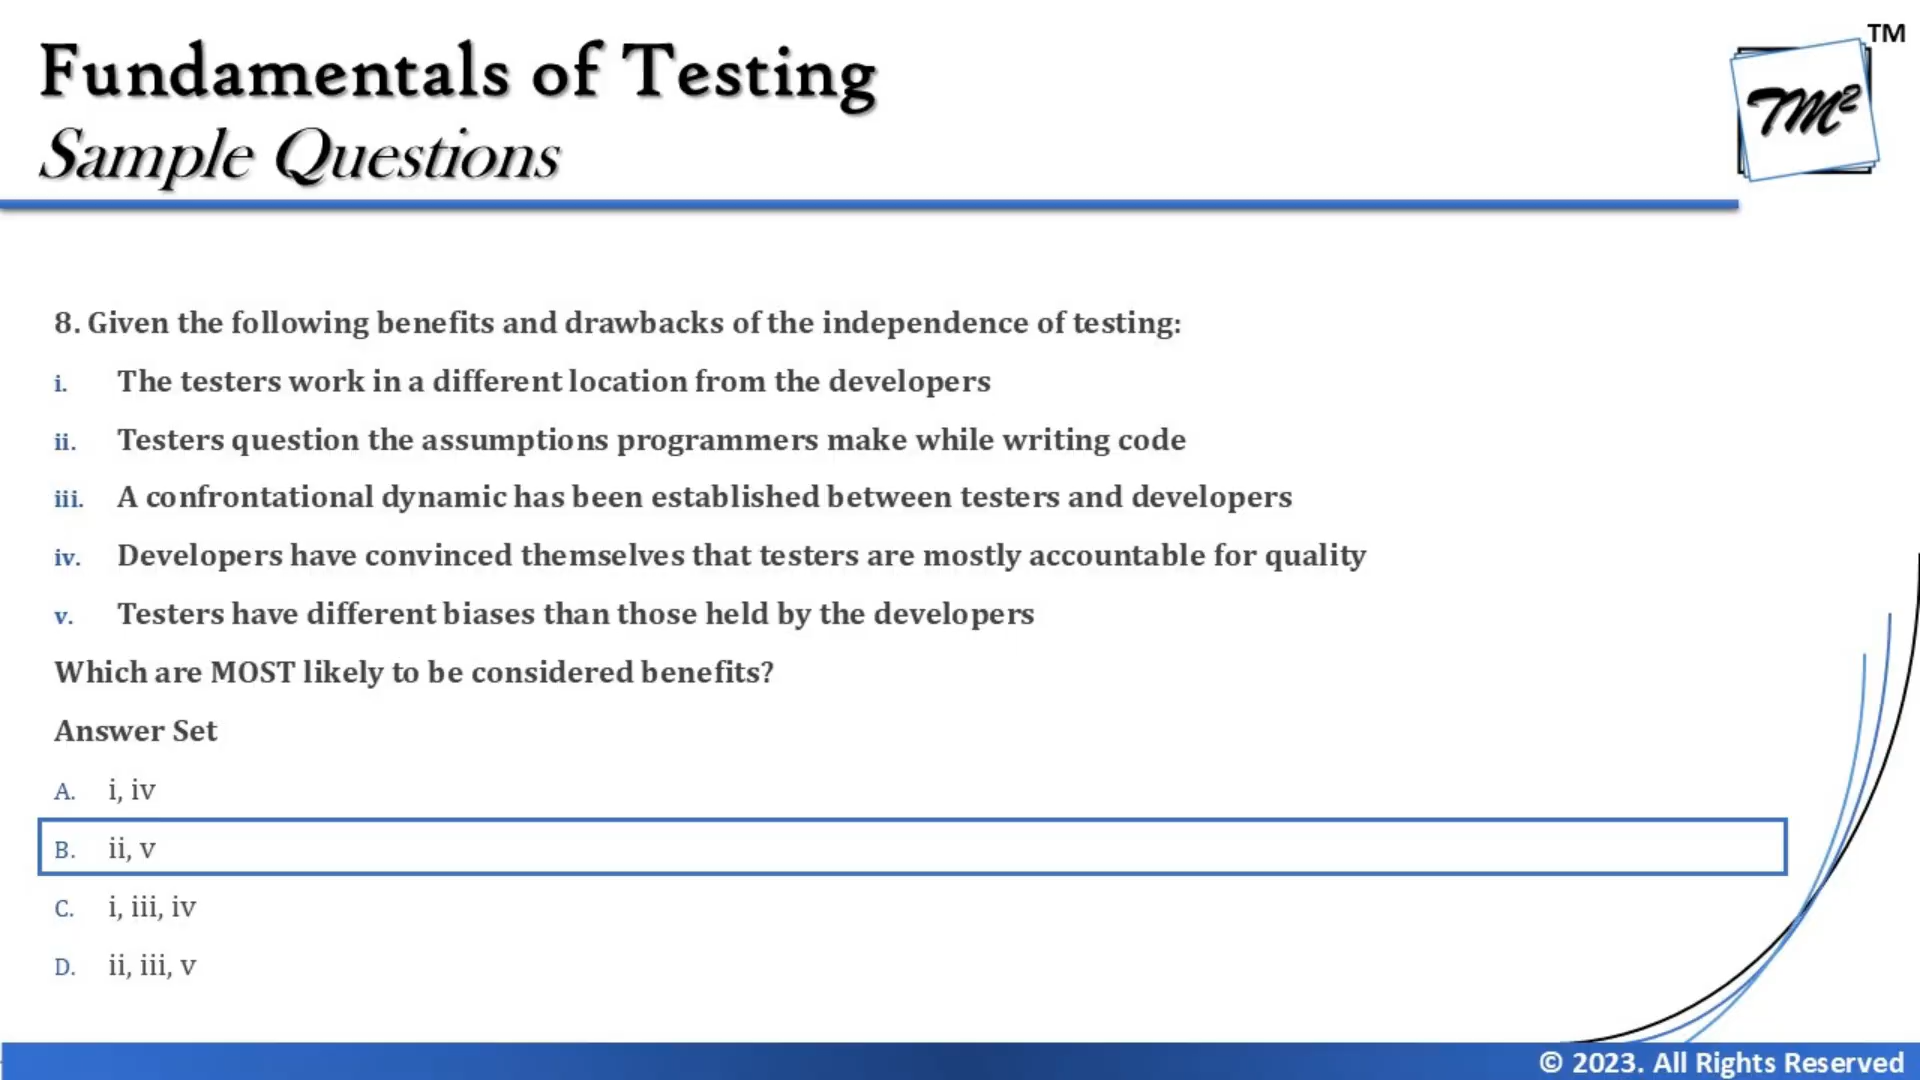 Fundamentals of Testing
Sample Questions
TM
TM²
8. Given the following benefits and drawbacks of the independence of testing:
i. The testers work in a different location from the developers
ii. Testers question the assumptions programmers make while writing code
iii. A confrontational dynamic has been established between testers and developers
iv. Developers have convinced themselves that testers are mostly accountable for quality
v. Testers have different biases than those held by the developers
Which are MOST likely to be considered benefits?
Answer Set
A. i, iv
B. ii, v
C. i, iii, iv
D. ii, iii, v
© 2023. All Rights Reserved